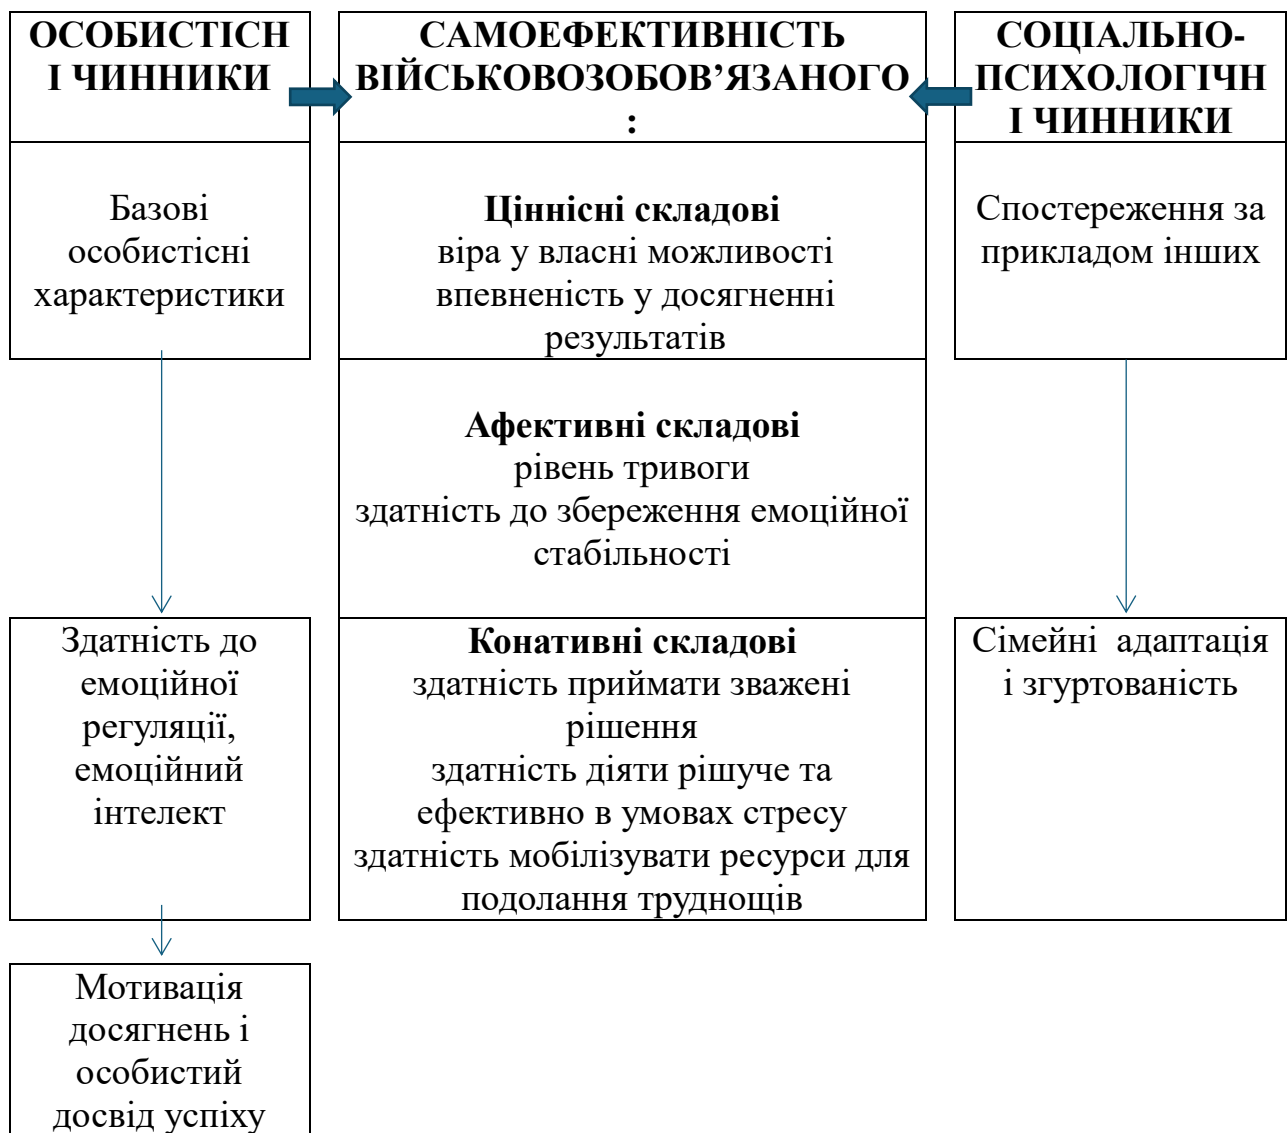 ОСОБИСТІСН
І ЧИННИКИ
САМОЕФЕКТИВНІСТЬ
ВІЙСЬКОВОЗОБОВ’ЯЗАНОГО
:
СОЦІАЛЬНО-
ПСИХОЛОГІЧН
І ЧИННИКИ
Базові
особистісні
характеристики
Ціннісні складові
віра у власні можливості
впевненість у досягненні
результатів
Спостереження за
прикладом інших
Афективні складові
рівень тривоги
здатність до збереження емоційної
стабільності
Здатність до
емоційної
регуляції,
емоційний
інтелект
Конативні складові
здатність приймати зважені
рішення
здатність діяти рішуче та
ефективно в умовах стресу
здатність мобілізувати ресурси для
подолання труднощів
Сімейні адаптація
і згуртованість
Мотивація
досягнень і
особистий
досвід успіху